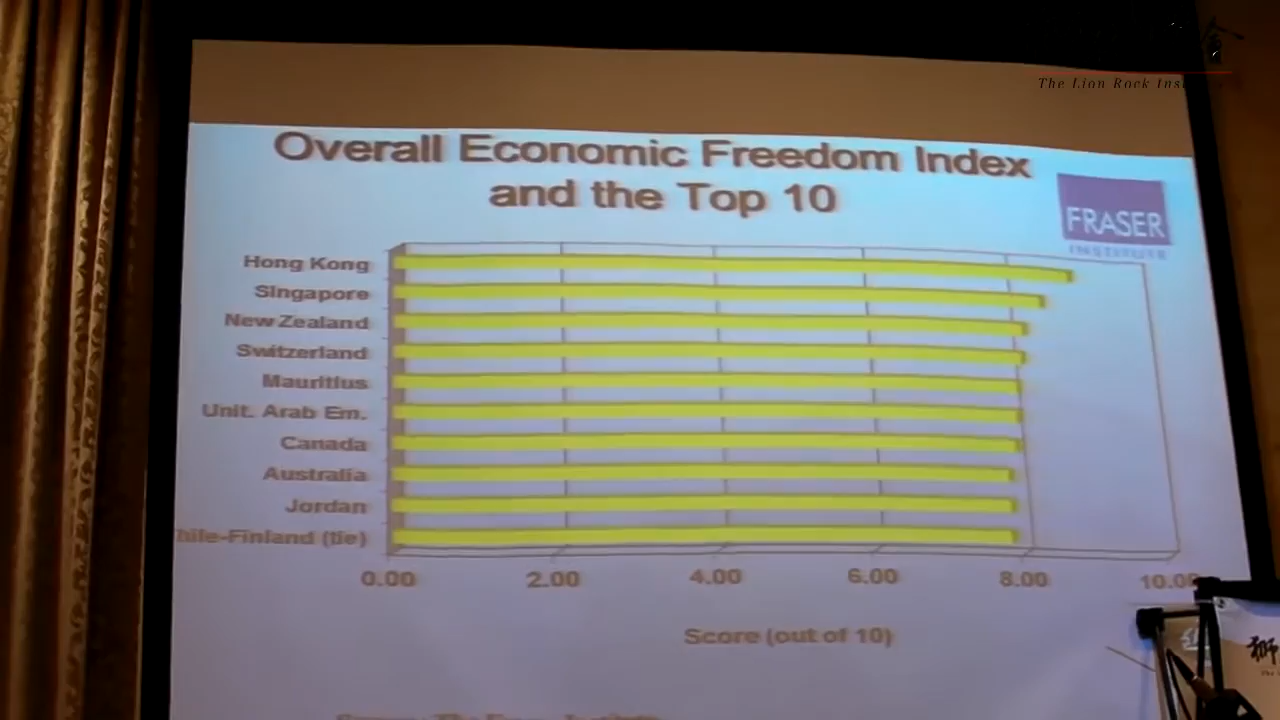 The Lion Rock Inst
Overall Economic Freedom Index
and the Top 10
FRASER
INSTITUTE
Hong Kong
Singapore
New Zealand
Switzerland
Mauritius
Unit. Arab Em.
Canada
Australia
Jordan
hile-Finland (tie)
0.00 2.00 4.00 6.00 8.00 10.00
Score (out of 10)